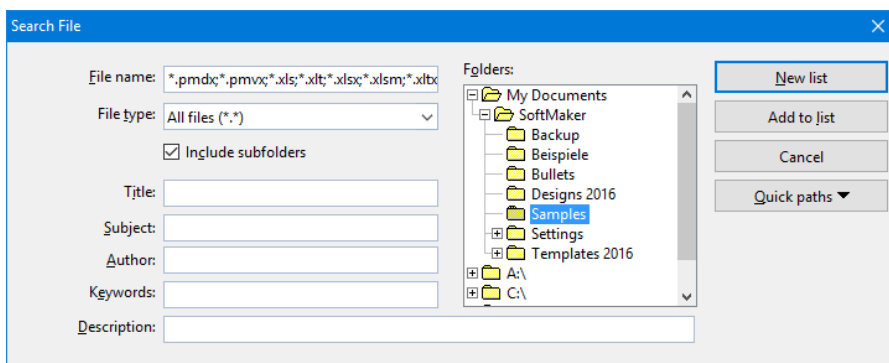 Search File
File name: *.pmdx;*.pmvx;*.xls;*.xlt;*.xlsx;*.xlsm;*.xltx
File type: All files (*.*)
Include subfolders
Title:
Subject:
Author:
Keywords:
Description:
Folders:
My Documents
SoftMaker
Backup
Beispiele
Bullets
Designs 2016
Samples
Settings
Templates 2016
A:\
C:\
New list
Add to list
Cancel
Quick paths